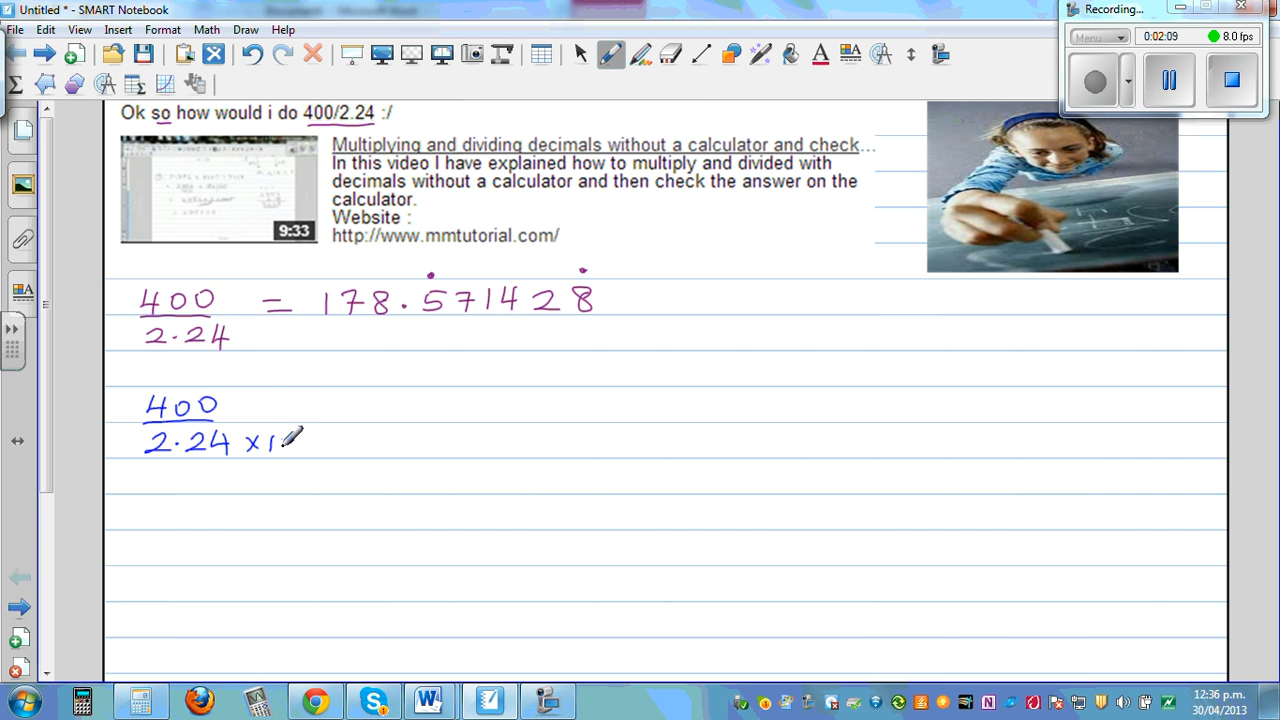 Untitled * - SMART Notebook
Recording...
File Edit View Insert Format Math Draw Help
Menu
0:02:09
8.0 fps
Ok so how would i do 400/2.24 :/
Multiplying and dividing decimals without a calculator and check...
In this video I have explained how to multiply and divided with
decimals without a calculator and then check the answer on the
calculator.
Website :
http://www.mmtutorial.com/
9:33
400
2.24
= 178.571428
400
2.24 × 1
12:36 p.m.
30/04/2013